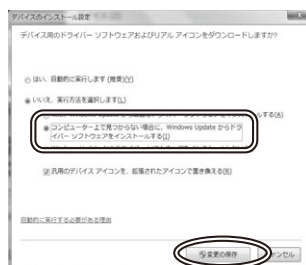 デバイスのインストール設定
デバイス用のドライバー ソフトウェアおよびリアル アイコンをダウンロードしますか?
はい、自動的に実行します (推奨)(Y)
いいえ、実行方法を選択します(L)
ルする(A)
コンピューター上で見つからない場合に、Windows Update からドラ
イバー ソフトウェアをインストールする(I)
汎用のデバイス アイコンを、拡張されたアイコンで置き換える(R)
自動的に実行する必要がある理由
変更の保存
ンセル